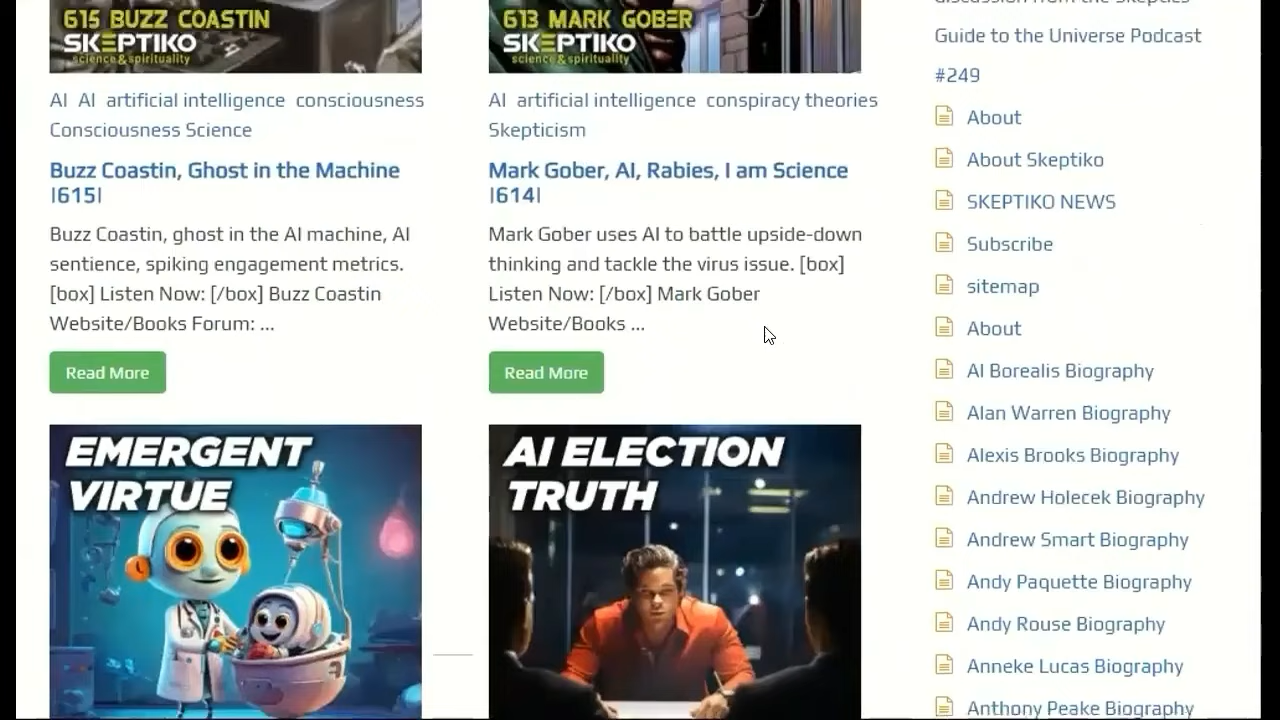 615 BUZZ COASTIN
SKEPTIKO
science&spirituality
AI AI artificial intelligence consciousness
Consciousness Science
Buzz Coastin, Ghost in the Machine
|615|
Buzz Coastin, ghost in the AI machine, AI
sentience, spiking engagement metrics.
[box] Listen Now: [/box] Buzz Coastin
Website/Books Forum: ...
Read More
EMERGENT
VIRTUE
613 MARK GOBER
SKEPTIKO
science&spirituality
AI artificial intelligence conspiracy theories
Skepticism
Mark Gober, AI, Rabies, I am Science
|614|
Mark Gober uses AI to battle upside-down
thinking and tackle the virus issue. [box]
Listen Now: [/box] Mark Gober
Website/Books ...
Read More
AI ELECTION
TRUTH
discussion from the Skeptics
Guide to the Universe Podcast
#249
About
About Skeptiko
SKEPTIKO NEWS
Subscribe
sitemap
About
Al Borealis Biography
Alan Warren Biography
Alexis Brooks Biography
Andrew Holecek Biography
Andrew Smart Biography
Andy Paquette Biography
Andy Rouse Biography
Anneke Lucas Biography
Anthony Peake Biography